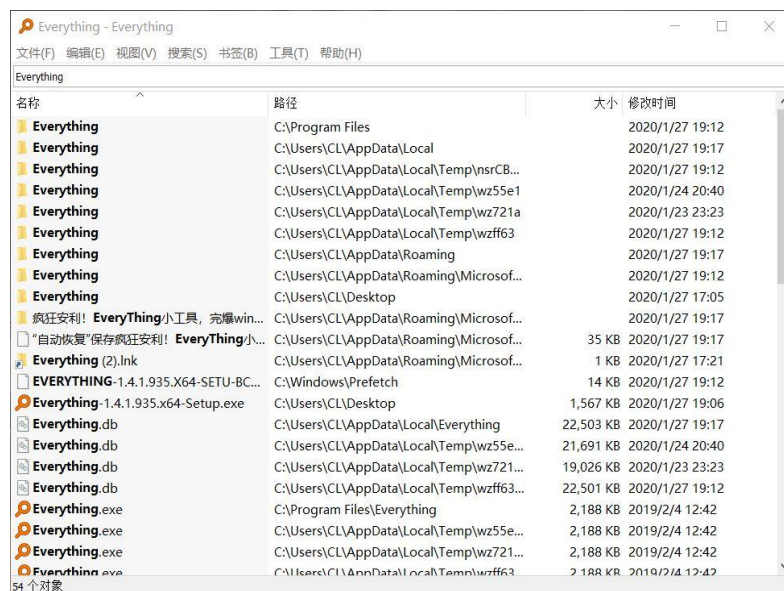 Everything - Everything
文件(F) 编辑(E) 视图(V) 搜索(S) 书签(B) 工具(T) 帮助(H)
Everything
名称 路径 大小 修改时间
Everything C:\Program Files 2020/1/27 19:12
Everything C:\Users\CL\AppData\Local 2020/1/27 19:17
Everything C:\Users\CL\AppData\Local\Temp\nsrCB... 2020/1/27 19:12
Everything C:\Users\CL\AppData\Local\Temp\wz55e1 2020/1/24 20:40
Everything C:\Users\CL\AppData\Local\Temp\wz721a 2020/1/23 23:23
Everything C:\Users\CL\AppData\Local\Temp\wzff63 2020/1/27 19:12
Everything C:\Users\CL\AppData\Roaming 2020/1/27 19:17
Everything C:\Users\CL\AppData\Roaming\Microsof... 2020/1/27 19:12
Everything C:\Users\CL\Desktop 2020/1/27 17:05
疯狂安利！EveryThing小工具，完爆win... C:\Users\CL\AppData\Roaming\Microsof... 2020/1/27 19:17
“自动恢复”保存疯狂安利！EveryThing小... C:\Users\CL\AppData\Roaming\Microsof... 35 KB 2020/1/27 19:17
Everything (2).lnk C:\Users\CL\AppData\Roaming\Microsof... 1 KB 2020/1/27 17:21
EVERYTHING-1.4.1.935.X64-SETU-BC... C:\Windows\Prefetch 14 KB 2020/1/27 19:12
Everything-1.4.1.935.x64-Setup.exe C:\Users\CL\Desktop 1,567 KB 2020/1/27 19:06
Everything.db C:\Users\CL\AppData\Local\Everything 22,503 KB 2020/1/27 19:17
Everything.db C:\Users\CL\AppData\Local\Temp\wz55e... 21,691 KB 2020/1/24 20:40
Everything.db C:\Users\CL\AppData\Local\Temp\wz721... 19,026 KB 2020/1/23 23:23
Everything.db C:\Users\CL\AppData\Local\Temp\wzff63... 22,501 KB 2020/1/27 19:12
Everything.exe C:\Program Files\Everything 2,188 KB 2019/2/4 12:42
Everything.exe C:\Users\CL\AppData\Local\Temp\wz55e... 2,188 KB 2019/2/4 12:42
Everything.exe C:\Users\CL\AppData\Local\Temp\wz721... 2,188 KB 2019/2/4 12:42
Everything.exe C:\Users\CL\AppData\Local\Temp\wzff63... 2,188 KB 2019/2/4 12:42
54 个对象